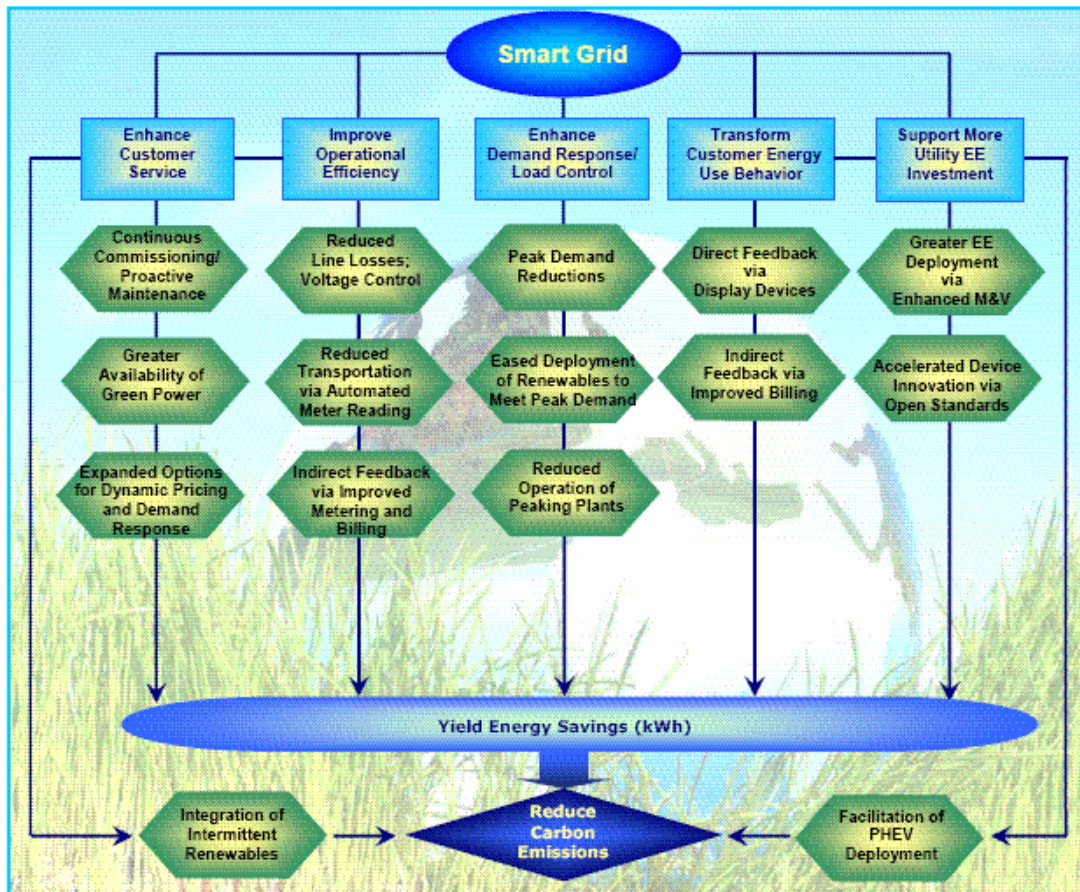 Smart Grid
Enhance
Customer
Service
Improve
Operational
Efficiency
Enhance
Demand Response/
Load Control
Transform
Customer Energy
Use Behavior
Support More
Utility EE
Investment
Continuous
Commissioning/
Proactive
Maintenance
Reduced
Line Losses;
Voltage Control
Peak Demand
Reductions
Direct Feedback
via
Display Devices
Greater EE
Deployment
via
Enhanced M&V
Greater
Availability of
Green Power
Reduced
Transportation
via Automated
Meter Reading
Eased Deployment
of Renewables to
Meet Peak Demand
Indirect
Feedback via
Improved Billing
Accelerated Device
Innovation via
Open Standards
Expanded Options
for Dynamic Pricing
and Demand
Response
Indirect Feedback
via Improved
Metering and
Billing
Reduced
Operation of
Peaking Plants
Yield Energy Savings (kWh)
Integration of
Intermittent
Renewables
Reduce
Carbon
Emissions
Facilitation of
PHEV
Deployment